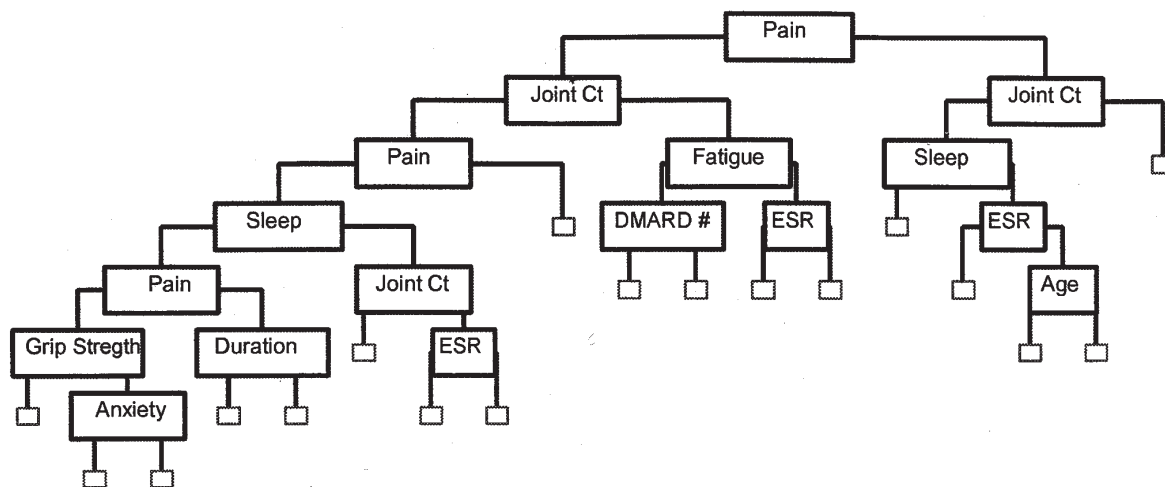 Pain
Joint Ct
Joint Ct
Pain
Fatigue
Sleep
Sleep
DMARD #
ESR
ESR
Pain
Joint Ct
Age
Grip Stregth
Duration
ESR
Anxiety